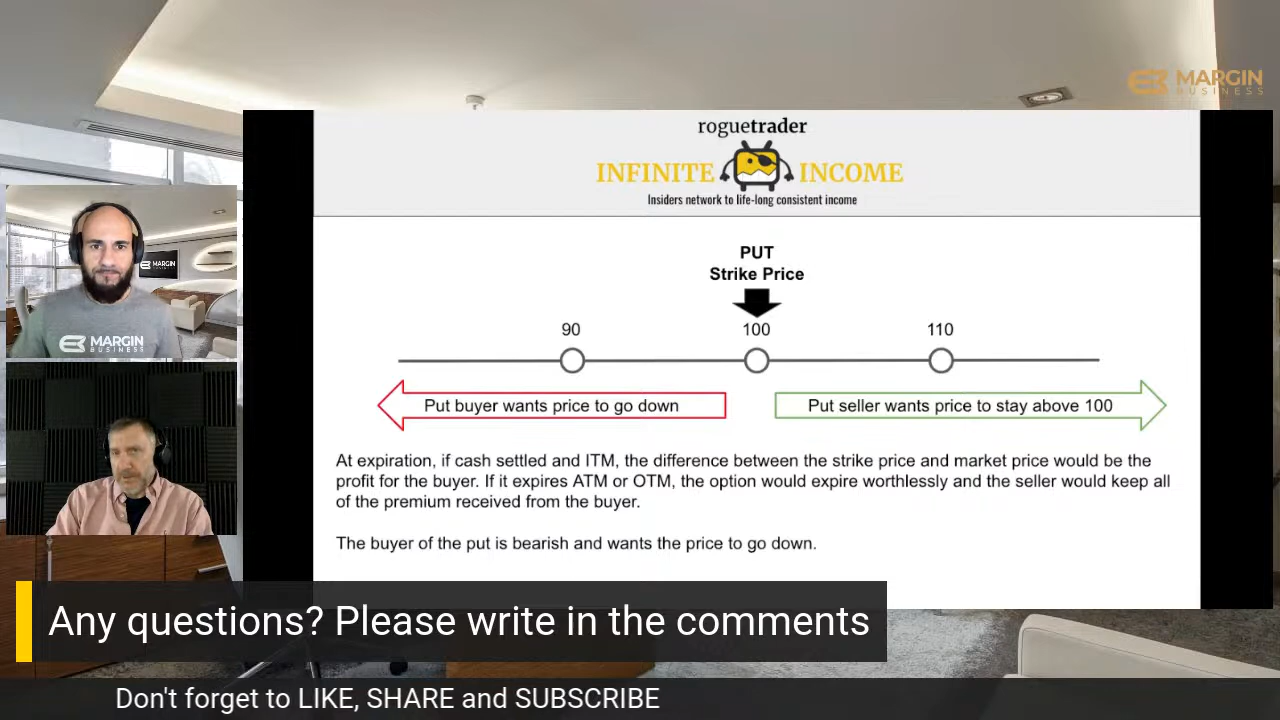 MARGIN
BUSINESS
roguetrader
INFINITE INCOME
Insiders network to life-long consistent income
PUT
Strike Price
90 100 110
Put buyer wants price to go down
Put seller wants price to stay above 100
At expiration, if cash settled and ITM, the difference between the strike price and market price would be the
profit for the buyer. If it expires ATM or OTM, the option would expire worthlessly and the seller would keep all
of the premium received from the buyer.
The buyer of the put is bearish and wants the price to go down.
MARGIN
MARGIN
BUSINESS
Any questions? Please write in the comments
Don't forget to LIKE, SHARE and SUBSCRIBE